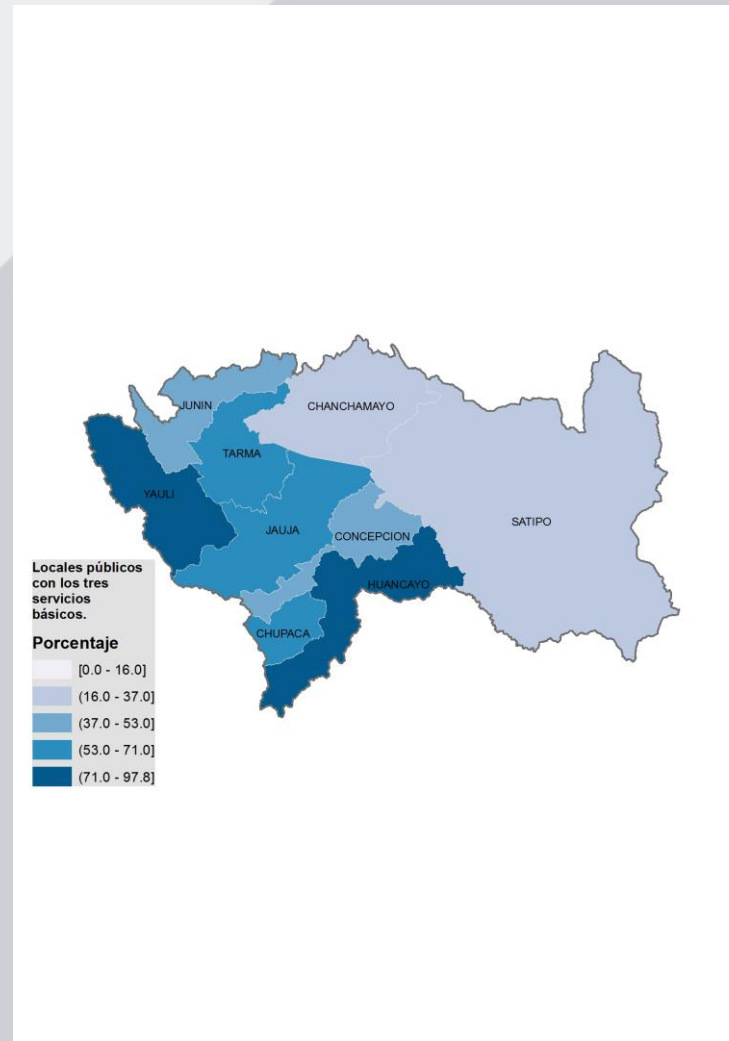 JUNIN
CHANCHAMAYO
TARMA
YAULI
SATIPO
JAUJA
CONCEPCION
HUANCAYO
CHUPACA
Locales públicos
con los tres
servicios
básicos.
Porcentaje
[0.0 - 16.0]
(16.0 - 37.0]
(37.0 - 53.0]
(53.0 - 71.0]
(71.0 - 97.8]